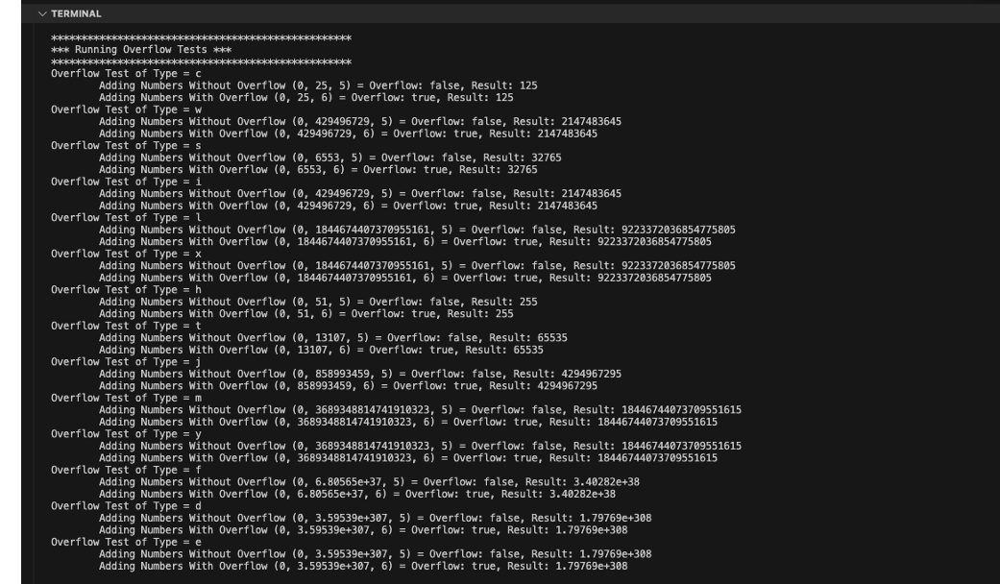 TERMINAL
**************************************************
*** Running Overflow Tests ***
**************************************************
Overflow Test of Type = c
Adding Numbers Without Overflow (0, 25, 5) = Overflow: false, Result: 125
Adding Numbers With Overflow (0, 25, 6) = Overflow: true, Result: 125
Overflow Test of Type = w
Adding Numbers Without Overflow (0, 429496729, 5) = Overflow: false, Result: 2147483645
Adding Numbers With Overflow (0, 429496729, 6) = Overflow: true, Result: 2147483645
Overflow Test of Type = s
Adding Numbers Without Overflow (0, 6553, 5) = Overflow: false, Result: 32765
Adding Numbers With Overflow (0, 6553, 6) = Overflow: true, Result: 32765
Overflow Test of Type = i
Adding Numbers Without Overflow (0, 429496729, 5) = Overflow: false, Result: 2147483645
Adding Numbers With Overflow (0, 429496729, 6) = Overflow: true, Result: 2147483645
Overflow Test of Type = l
Adding Numbers Without Overflow (0, 1844674407370955161, 5) = Overflow: false, Result: 9223372036854775805
Adding Numbers With Overflow (0, 1844674407370955161, 6) = Overflow: true, Result: 9223372036854775805
Overflow Test of Type = x
Adding Numbers Without Overflow (0, 1844674407370955161, 5) = Overflow: false, Result: 9223372036854775805
Adding Numbers With Overflow (0, 1844674407370955161, 6) = Overflow: true, Result: 9223372036854775805
Overflow Test of Type = h
Adding Numbers Without Overflow (0, 51, 5) = Overflow: false, Result: 255
Adding Numbers With Overflow (0, 51, 6) = Overflow: true, Result: 255
Overflow Test of Type = t
Adding Numbers Without Overflow (0, 13107, 5) = Overflow: false, Result: 65535
Adding Numbers With Overflow (0, 13107, 6) = Overflow: true, Result: 65535
Overflow Test of Type = j
Adding Numbers Without Overflow (0, 858993459, 5) = Overflow: false, Result: 4294967295
Adding Numbers With Overflow (0, 858993459, 6) = Overflow: true, Result: 4294967295
Overflow Test of Type = m
Adding Numbers Without Overflow (0, 3689348814741910323, 5) = Overflow: false, Result: 18446744073709551615
Adding Numbers With Overflow (0, 3689348814741910323, 6) = Overflow: true, Result: 18446744073709551615
Overflow Test of Type = y
Adding Numbers Without Overflow (0, 3689348814741910323, 5) = Overflow: false, Result: 18446744073709551615
Adding Numbers With Overflow (0, 3689348814741910323, 6) = Overflow: true, Result: 18446744073709551615
Overflow Test of Type = f
Adding Numbers Without Overflow (0, 6.80565e+37, 5) = Overflow: false, Result: 3.40282e+38
Adding Numbers With Overflow (0, 6.80565e+37, 6) = Overflow: true, Result: 3.40282e+38
Overflow Test of Type = d
Adding Numbers Without Overflow (0, 3.59539e+307, 5) = Overflow: false, Result: 1.79769e+308
Adding Numbers With Overflow (0, 3.59539e+307, 6) = Overflow: true, Result: 1.79769e+308
Overflow Test of Type = e
Adding Numbers Without Overflow (0, 3.59539e+307, 5) = Overflow: false, Result: 1.79769e+308
Adding Numbers With Overflow (0, 3.59539e+307, 6) = Overflow: true, Result: 1.79769e+308